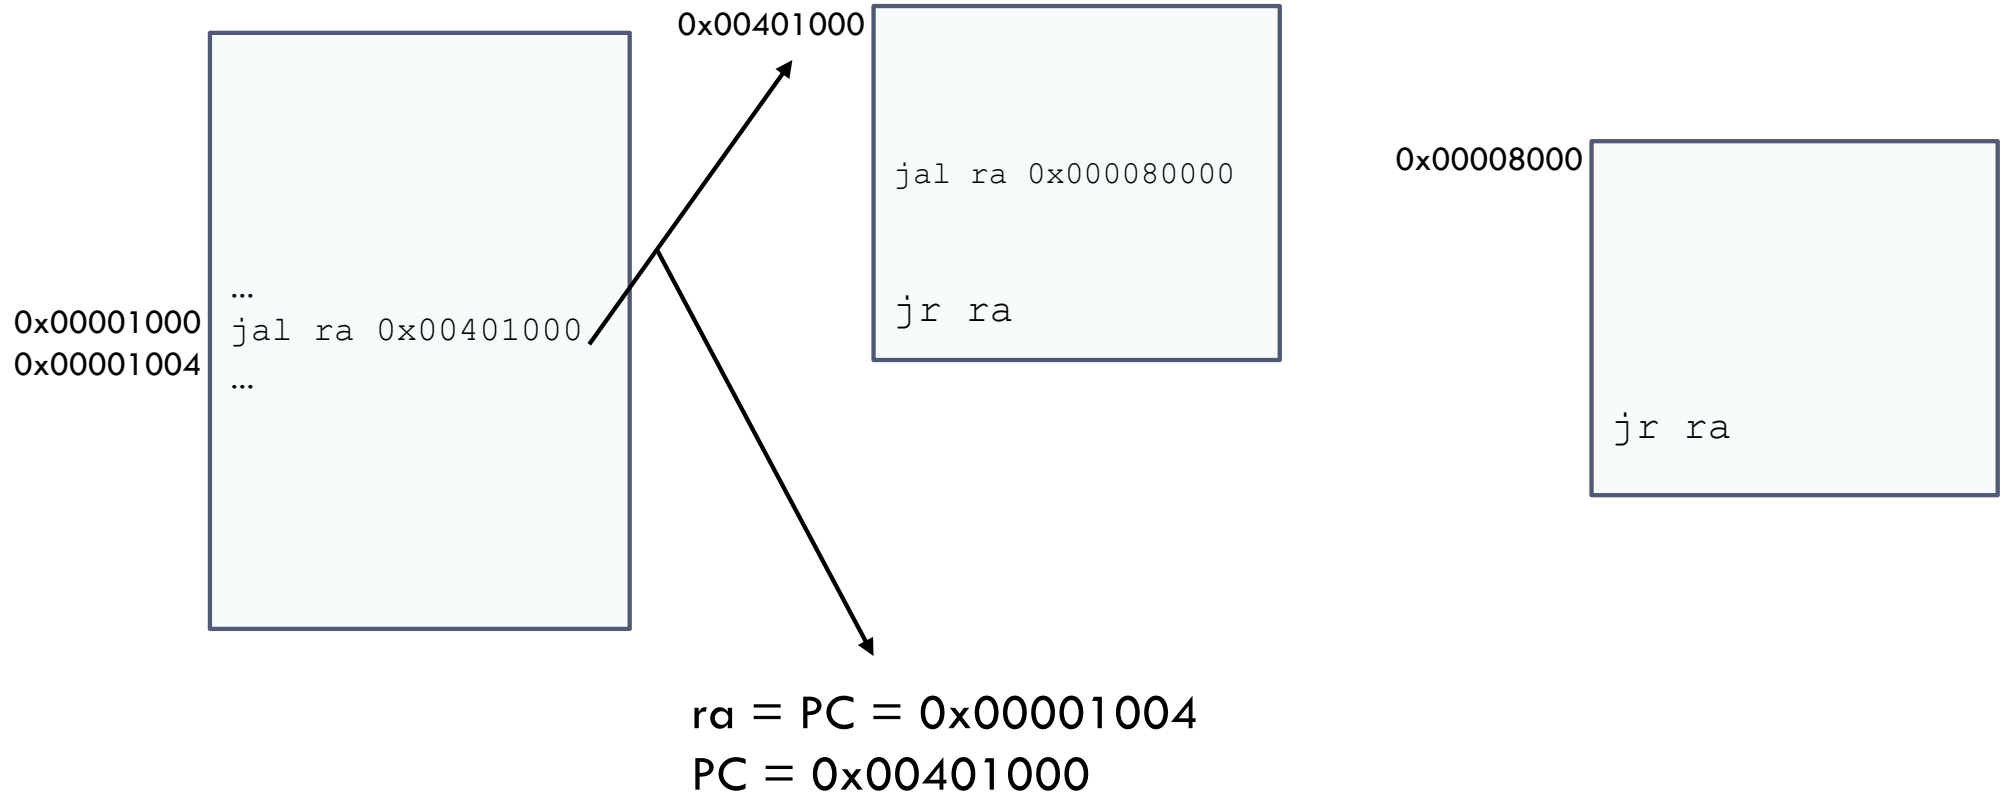 0x00001000
0x00001004
...
jal ra 0x00401000
...
0x00401000
jal ra 0x000080000
jr ra
0x00008000
jr ra
ra = PC = 0x00001004
PC = 0x00401000